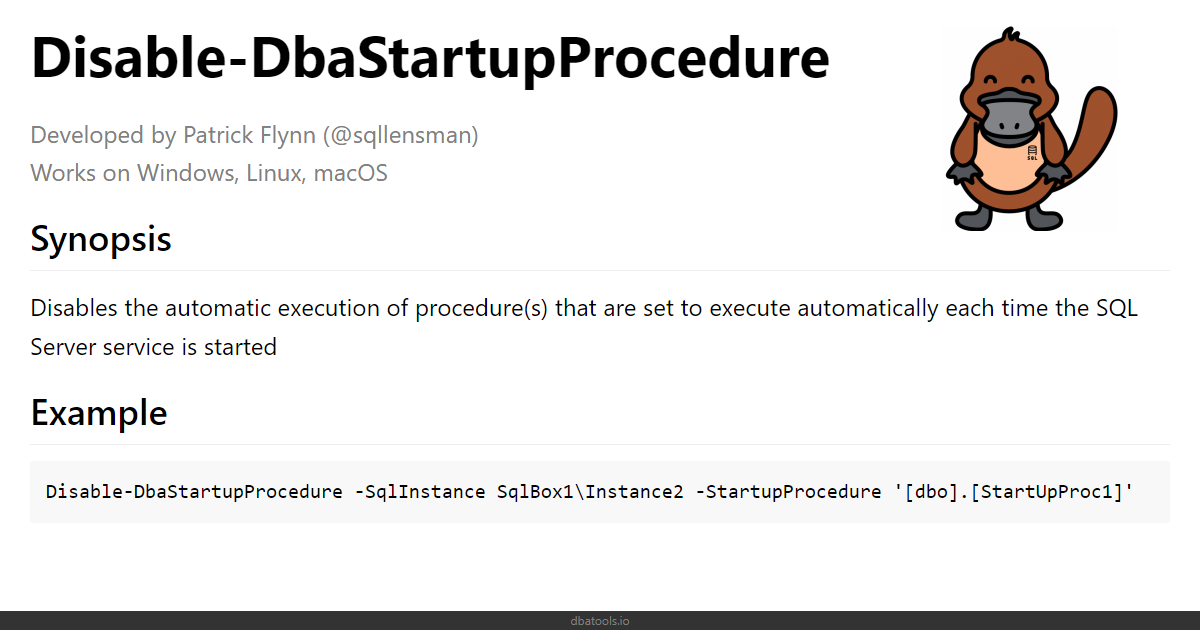 Disable-DbaStartupProcedure
Developed by Patrick Flynn (@sqllensman)
Works on Windows, Linux, macOS
SQL
Synopsis
Disables the automatic execution of procedure(s) that are set to execute automatically each time the SQL
Server service is started
Example
Disable-DbaStartupProcedure -SqlInstance SqlBox1\Instance2 -StartupProcedure '[dbo].[StartUpProc1]'
dbatools.io